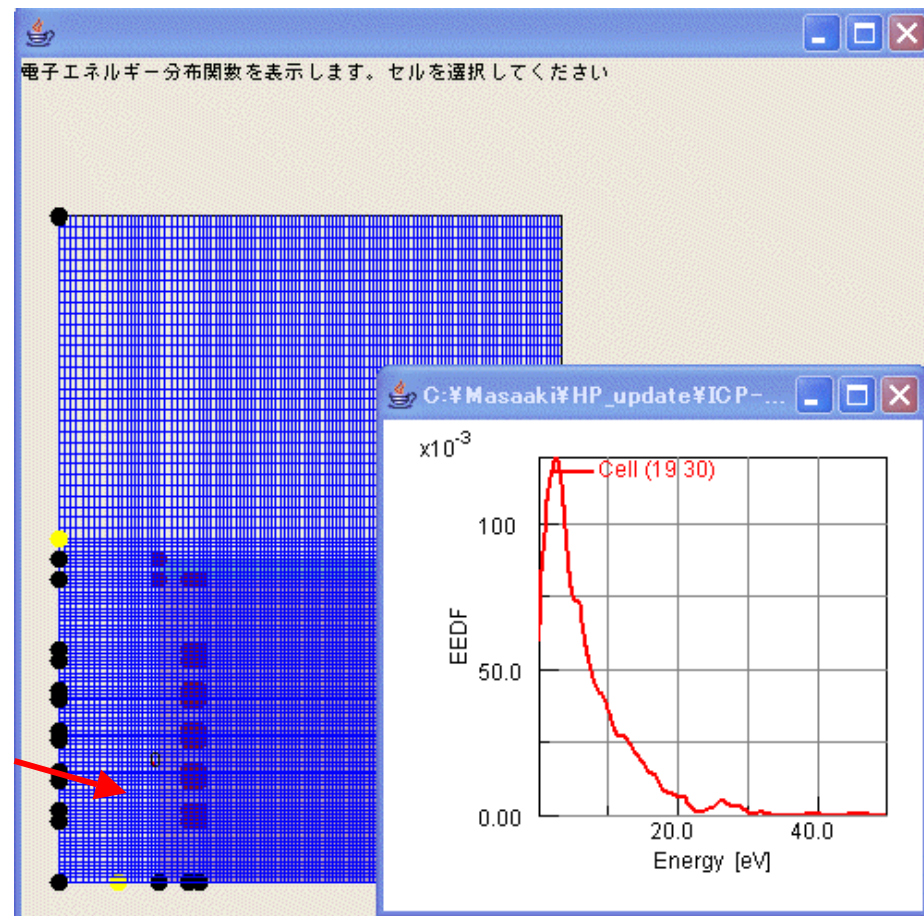 電子エネルギー分布関数を表示します。セルを選択してください
C:¥Masaaki¥HP_update¥ICP-...
x10-3
Cell (19 30)
100
50.0
0.00
EEDF
20.0
40.0
Energy [eV]